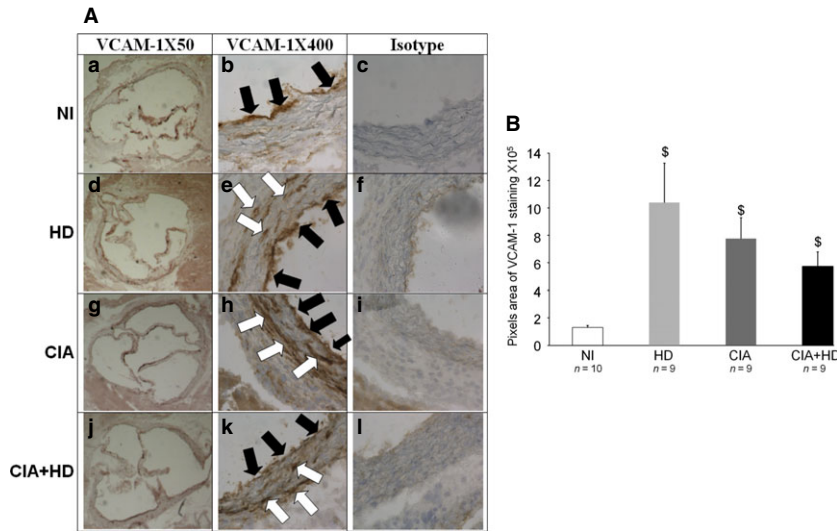 A
VCAM-1X50 VCAM-1X400 Isotype
a b c
NI
d e f
HD
g h i
CIA
j k l
CIA+HD
B
Pixels area of VCAM-1 staining X10⁵
14
12
10
8
6
4
2
0
$ $ $
NI HD CIA CIA+HD
n = 10 n = 9 n = 9 n = 9